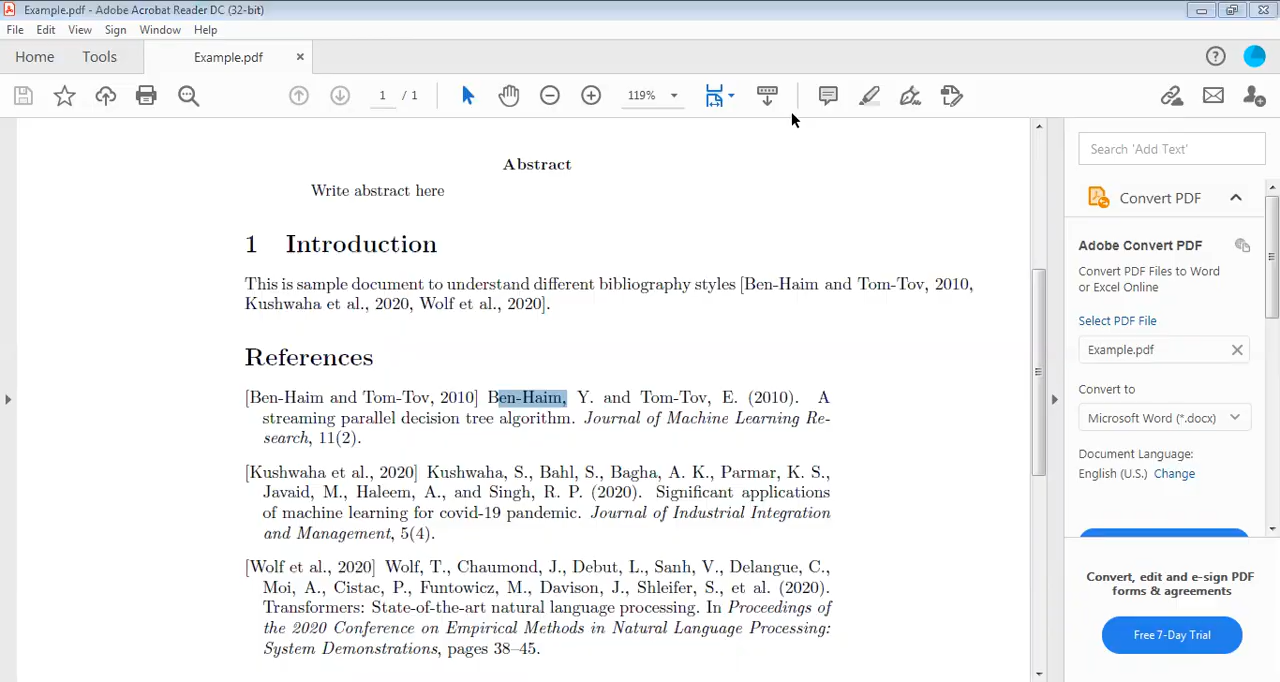 Example.pdf - Adobe Acrobat Reader DC (32-bit)
File Edit View Sign Window Help
Home Tools Example.pdf ×
1 / 1 119%
Abstract
Write abstract here
1 Introduction
This is sample document to understand different bibliography styles [Ben-Haim and Tom-Tov, 2010,
Kushwaha et al., 2020, Wolf et al., 2020].
References
[Ben-Haim and Tom-Tov, 2010] Ben-Haim, Y. and Tom-Tov, E. (2010). A
streaming parallel decision tree algorithm. Journal of Machine Learning Re-
search, 11(2).
[Kushwaha et al., 2020] Kushwaha, S., Bahl, S., Bagha, A. K., Parmar, K. S.,
Javaid, M., Haleem, A., and Singh, R. P. (2020). Significant applications
of machine learning for covid-19 pandemic. Journal of Industrial Integration
and Management, 5(4).
[Wolf et al., 2020] Wolf, T., Chaumond, J., Debut, L., Sanh, V., Delangue, C.,
Moi, A., Cistac, P., Funtowicz, M., Davison, J., Shleifer, S., et al. (2020).
Transformers: State-of-the-art natural language processing. In Proceedings of
the 2020 Conference on Empirical Methods in Natural Language Processing:
System Demonstrations, pages 38–45.
Search 'Add Text'
Convert PDF
Adobe Convert PDF
Convert PDF Files to Word
or Excel Online
Select PDF File
Example.pdf
Convert to
Microsoft Word (*.docx)
Document Language:
English (U.S.) Change
Convert, edit and e-sign PDF
forms & agreements
Free 7-Day Trial